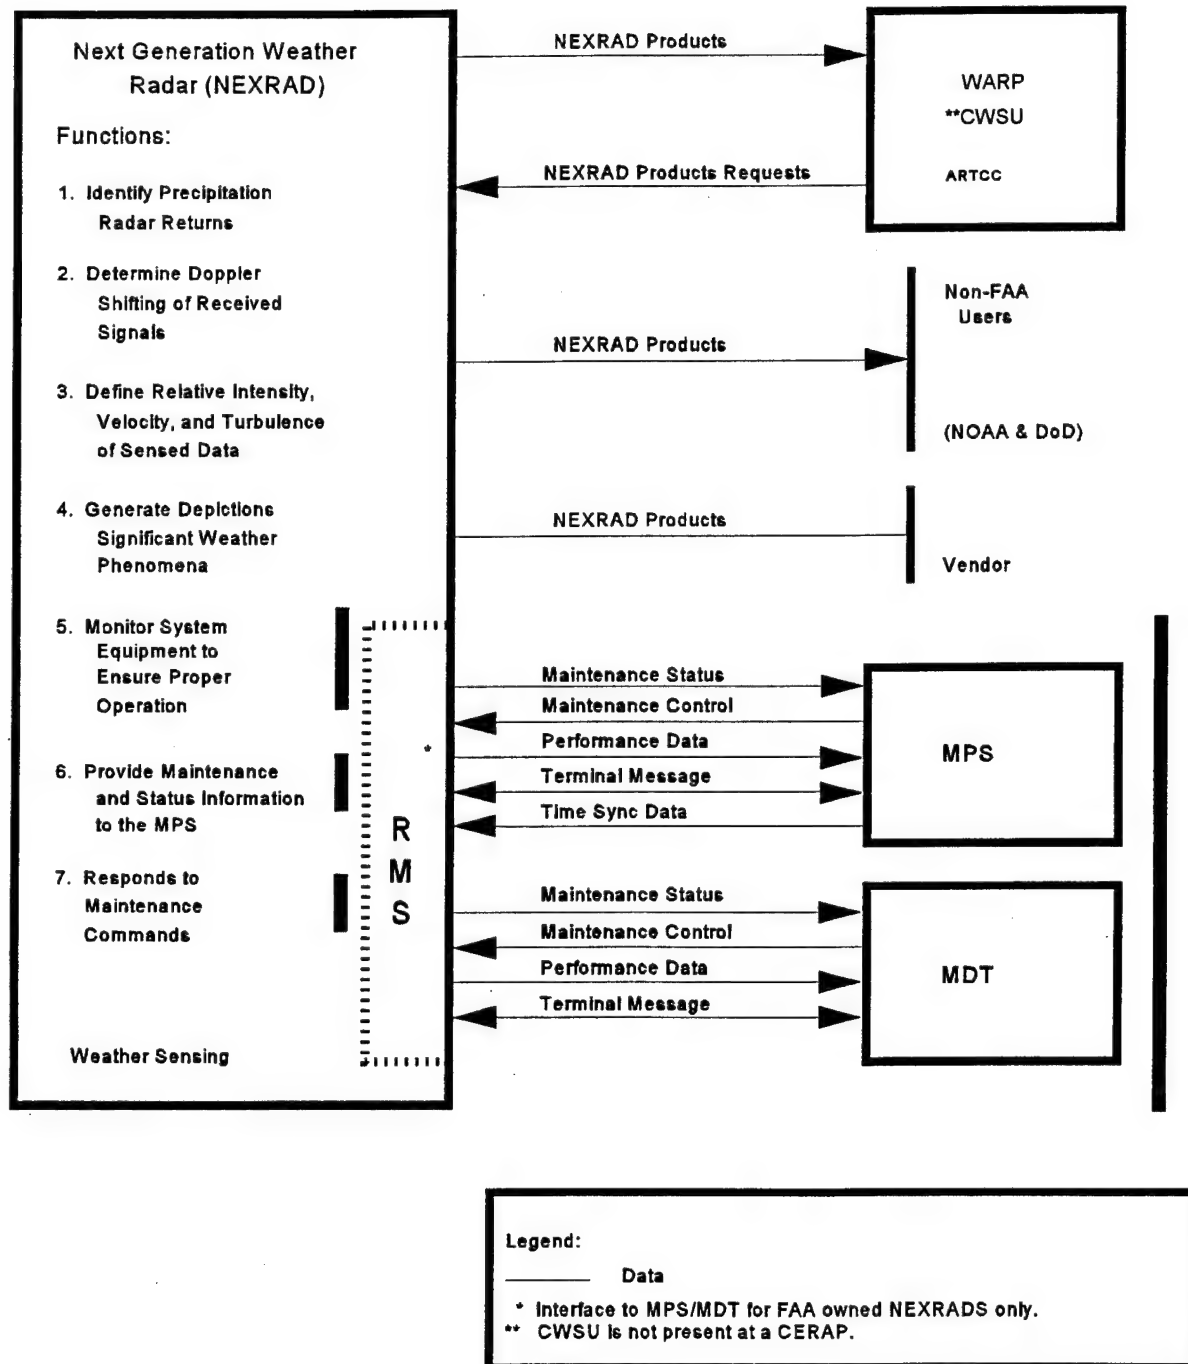 Next Generation Weather
Radar (NEXRAD)
Functions:
1. Identify Precipitation
Radar Returns
2. Determine Doppler
Shifting of Received
Signals
3. Define Relative Intensity,
Velocity, and Turbulence
of Sensed Data
4. Generate Depictions
Significant Weather
Phenomena
5. Monitor System
Equipment to
Ensure Proper
Operation
6. Provide Maintenance
and Status Information
to the MPS
7. Responds to
Maintenance
Commands
Weather Sensing
*
R
M
S
NEXRAD Products
NEXRAD Products Requests
WARP
**CWSU
ARTCC
NEXRAD Products
Non-FAA
Users
(NOAA & DoD)
NEXRAD Products
Vendor
Maintenance Status
Maintenance Control
Performance Data
Terminal Message
Time Sync Data
MPS
Maintenance Status
Maintenance Control
Performance Data
Terminal Message
MDT
Legend:
Data
* Interface to MPS/MDT for FAA owned NEXRADS only.
** CWSU is not present at a CERAP.